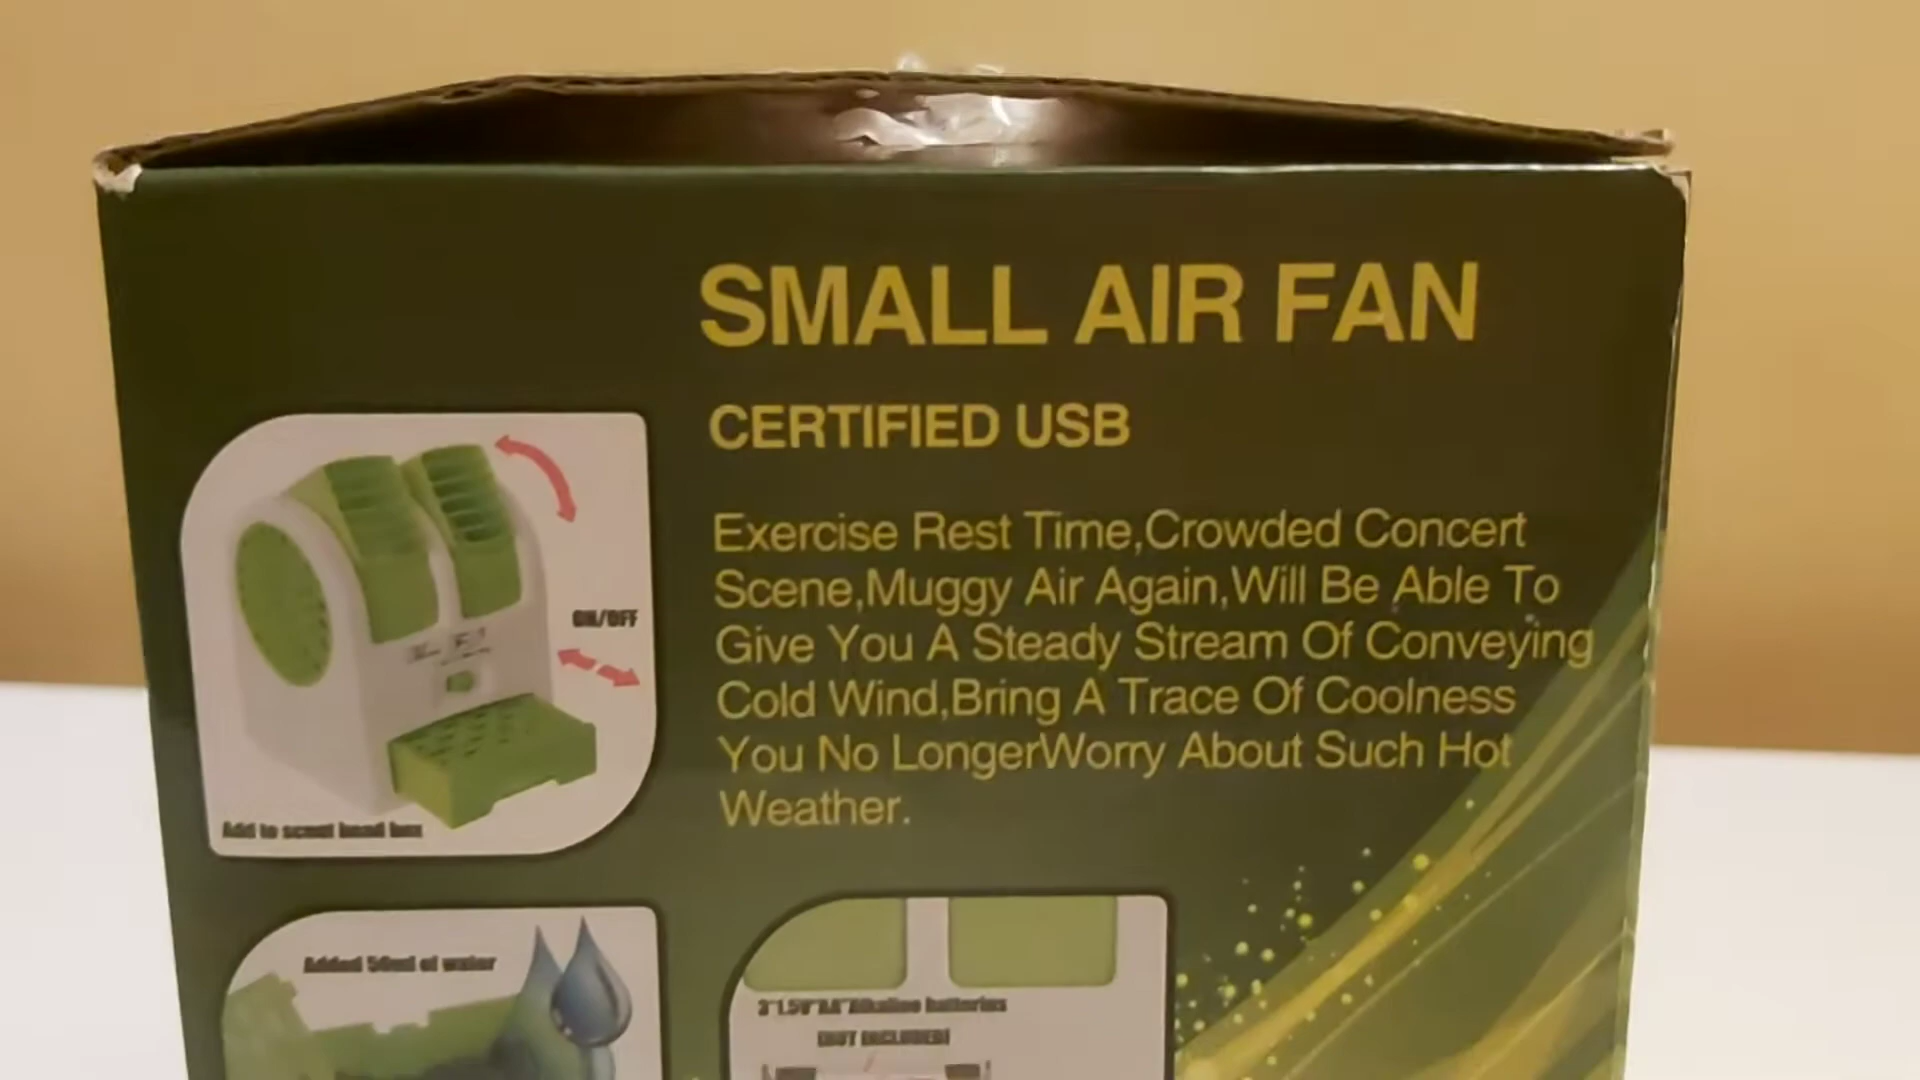 SMALL AIR FAN
CERTIFIED USB
Exercise Rest Time,Crowded Concert
Scene,Muggy Air Again,Will Be Able To
Give You A Steady Stream Of Conveying
Cold Wind,Bring A Trace Of Coolness
You No LongerWorry About Such Hot
Weather.
ON/OFF
Add to scent head box
Added 50ml of water
3*1.5V"AA"Alkaline batteries
(NOT INCLUDED)